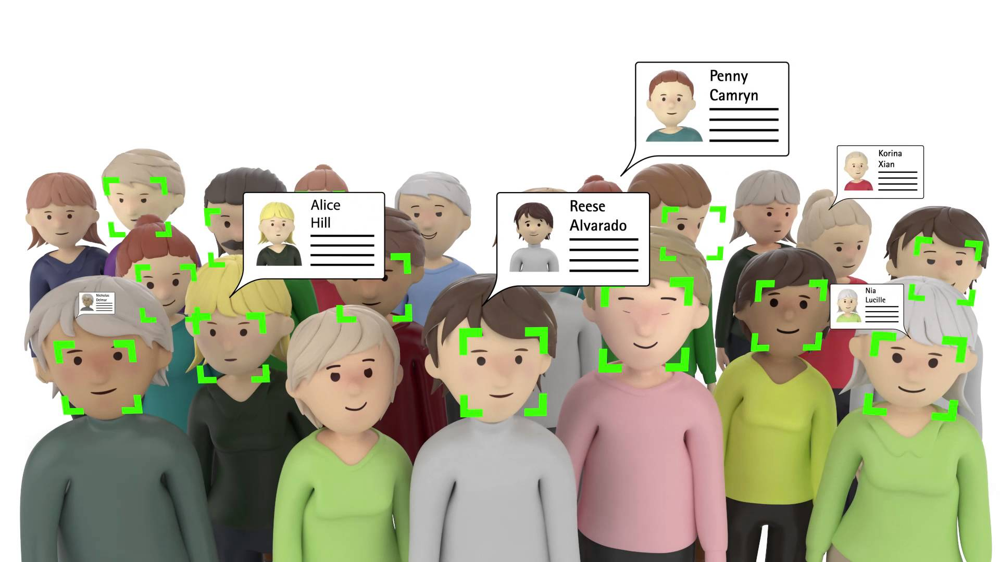 Penny
Camryn
Korina
Xian
Alice
Hill
Reese
Alvarado
Nia
Lucille
Nicholas
Delmar